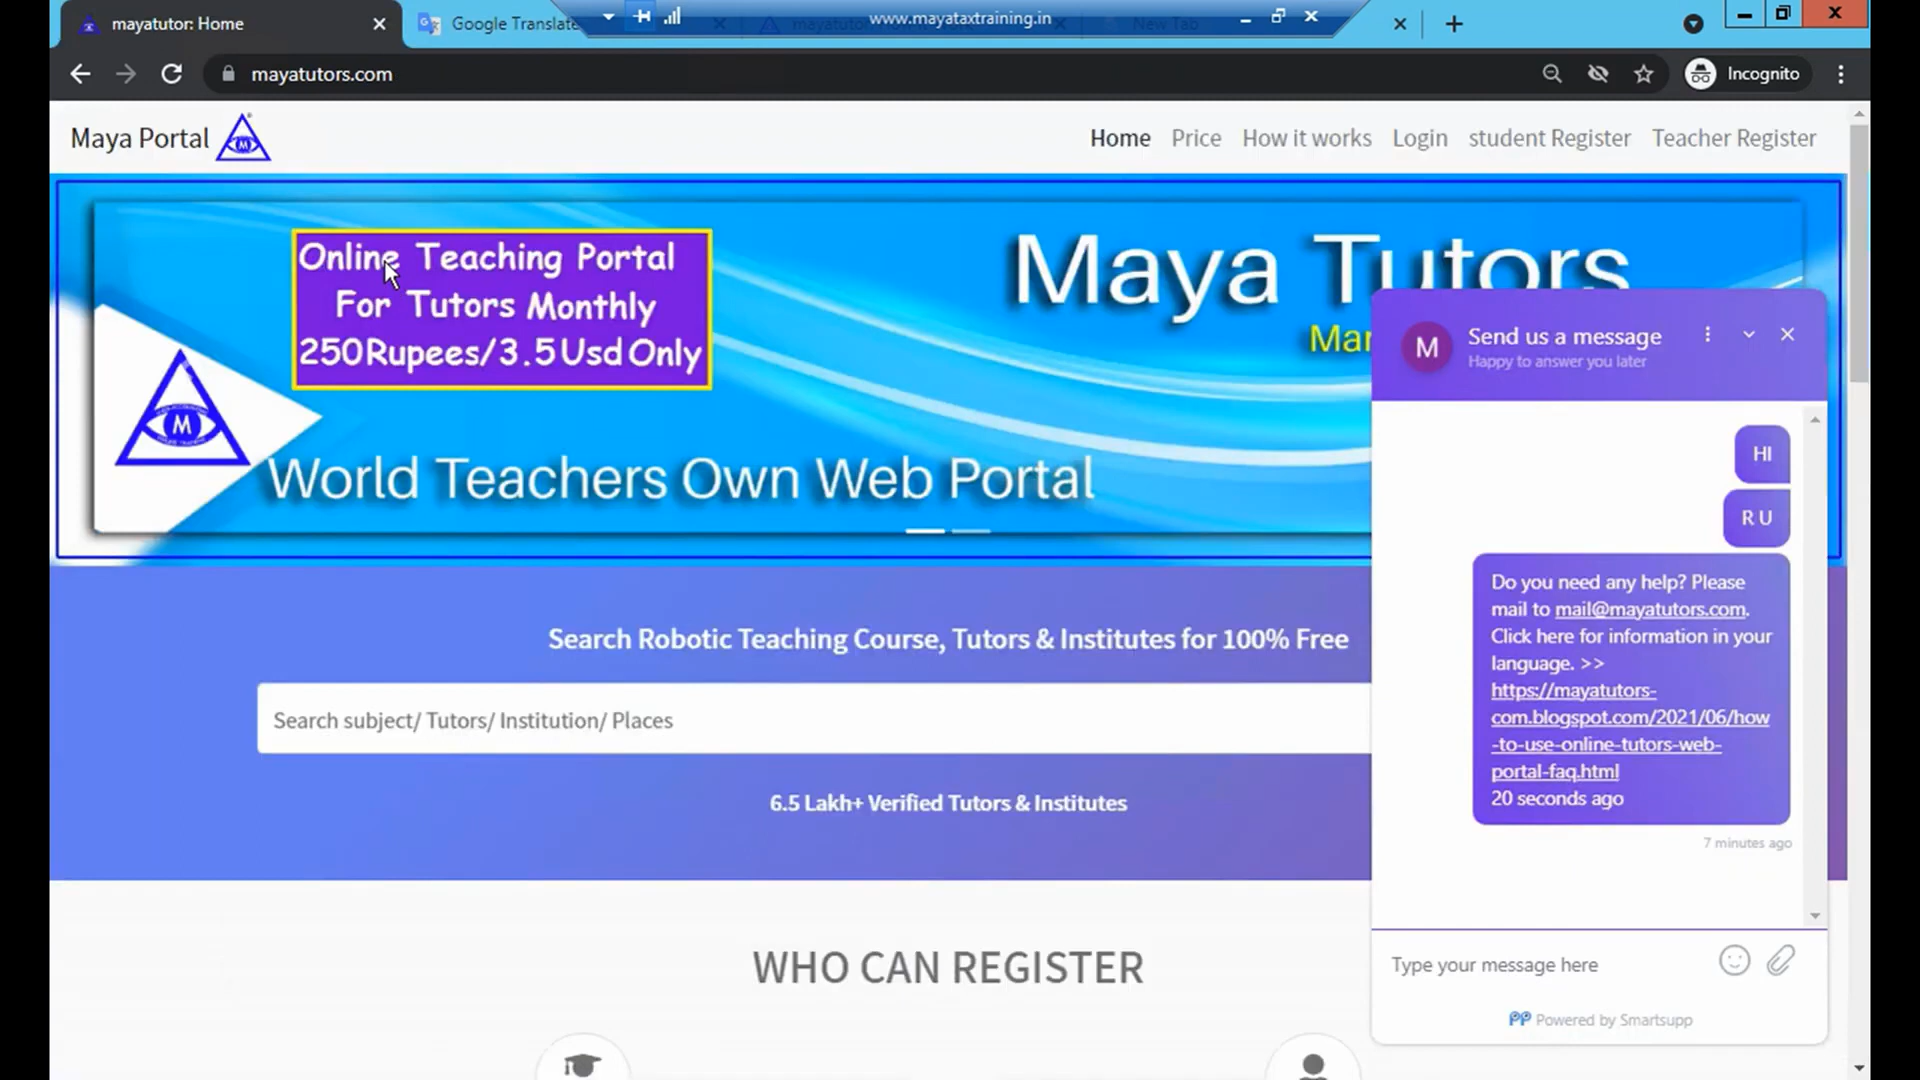 mayatutor: Home
Google Translate
www.mayataxtraining.in
New Tab
mayatutors.com
Incognito
Maya Portal
M
Home
Price
How it works
Login
student Register
Teacher Register
Online Teaching Portal
For Tutors Monthly
250Rupees/3.5Usd Only
Maya Tutors
M
World Teachers Own Web Portal
Search Robotic Teaching Course, Tutors & Institutes for 100% Free
Search subject/ Tutors/ Institution/ Places
6.5 Lakh+ Verified Tutors & Institutes
WHO CAN REGISTER
M
Send us a message
Happy to answer you later
HI
R U
Do you need any help? Please
mail to mail@mayatutors.com.
Click here for information in your
language. >>
https://mayatutors-
com.blogspot.com/2021/06/how
-to-use-online-tutors-web-
portal-faq.html
20 seconds ago
7 minutes ago
Type your message here
Powered by Smartsupp